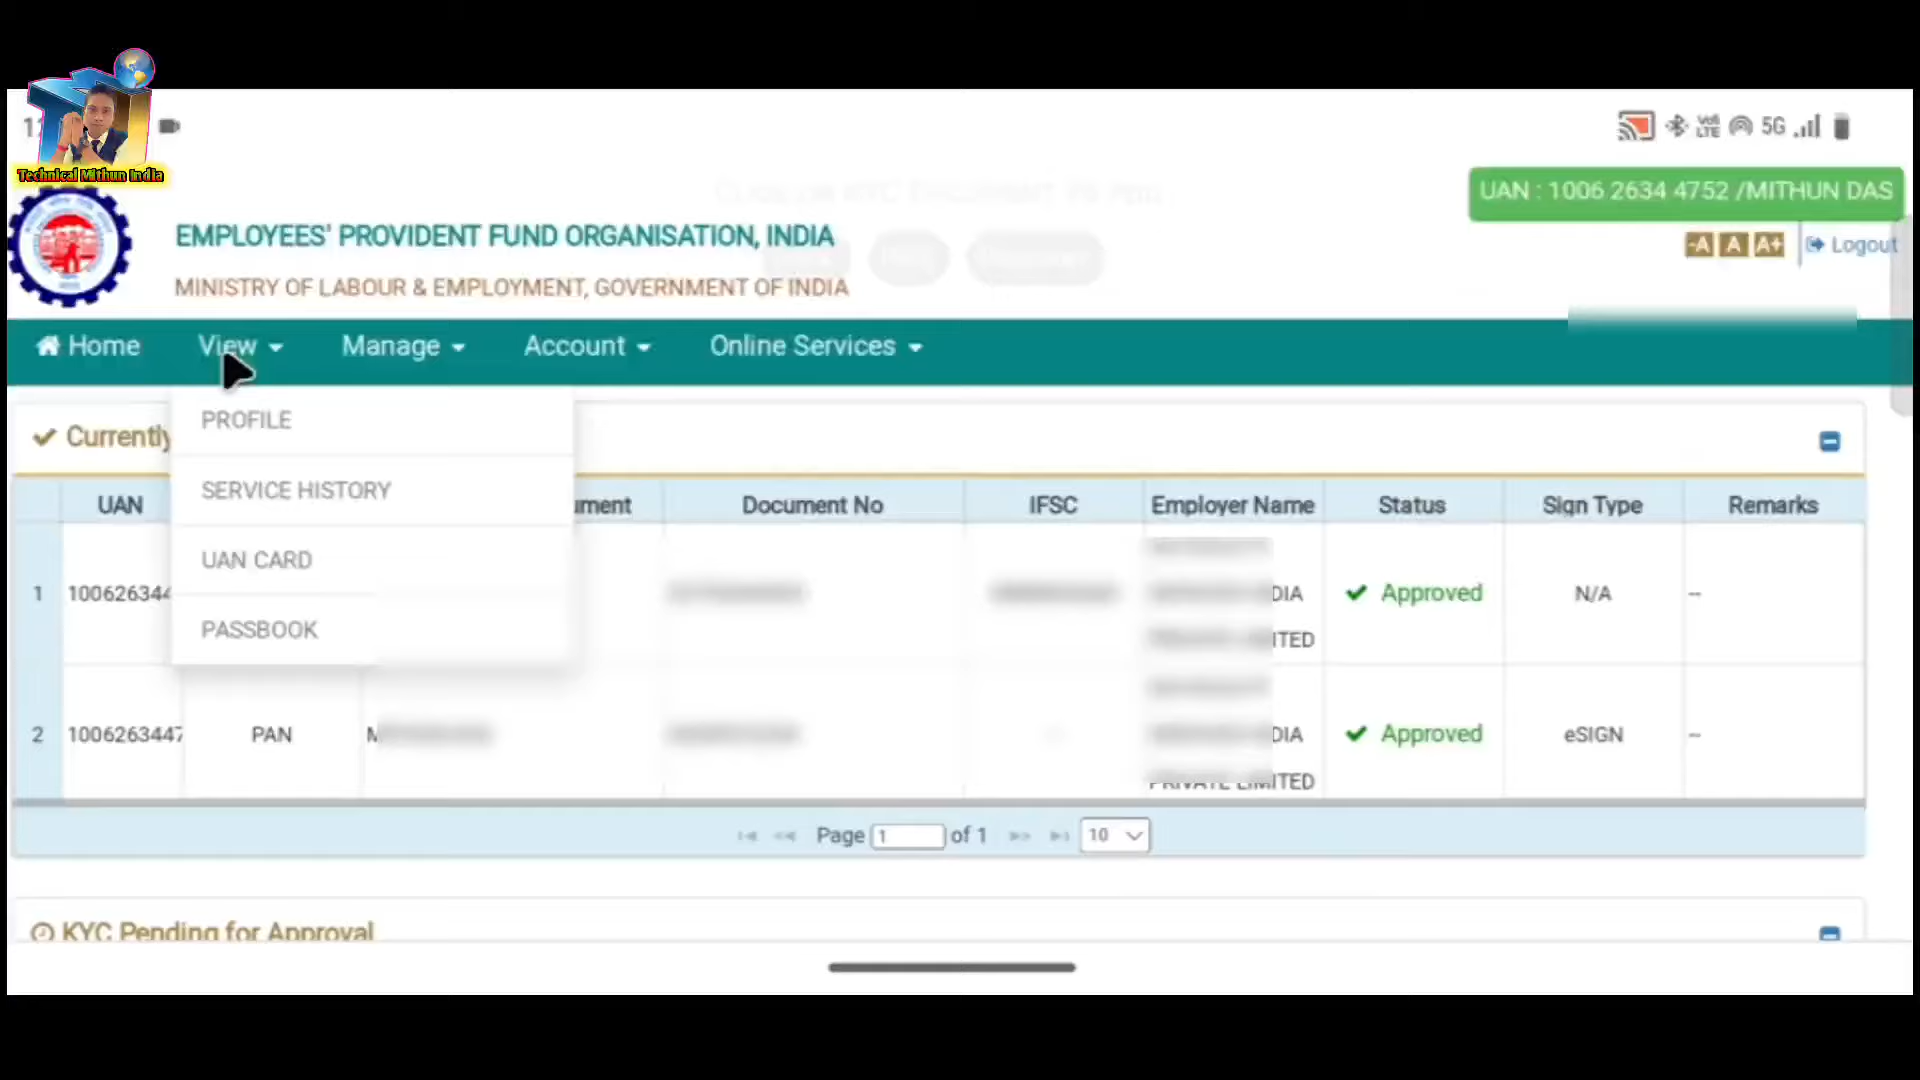 Technical Mithun India
5G
UAN : 1006 2634 4752 /MITHUN DAS
EMPLOYEES' PROVIDENT FUND ORGANISATION, INDIA
-A A A+ Logout
MINISTRY OF LABOUR & EMPLOYMENT, GOVERNMENT OF INDIA
Home View Manage Account Online Services
PROFILE
Currently
SERVICE HISTORY
UAN Document No IFSC Employer Name Status Sign Type Remarks
UAN CARD
1 10062634 DIA Approved N/A --
PASSBOOK
ITED
2 1006263447 PAN M DIA Approved eSIGN --
PRIVATE LIMITED
Page 1 of 1 10
KYC Pending for Approval